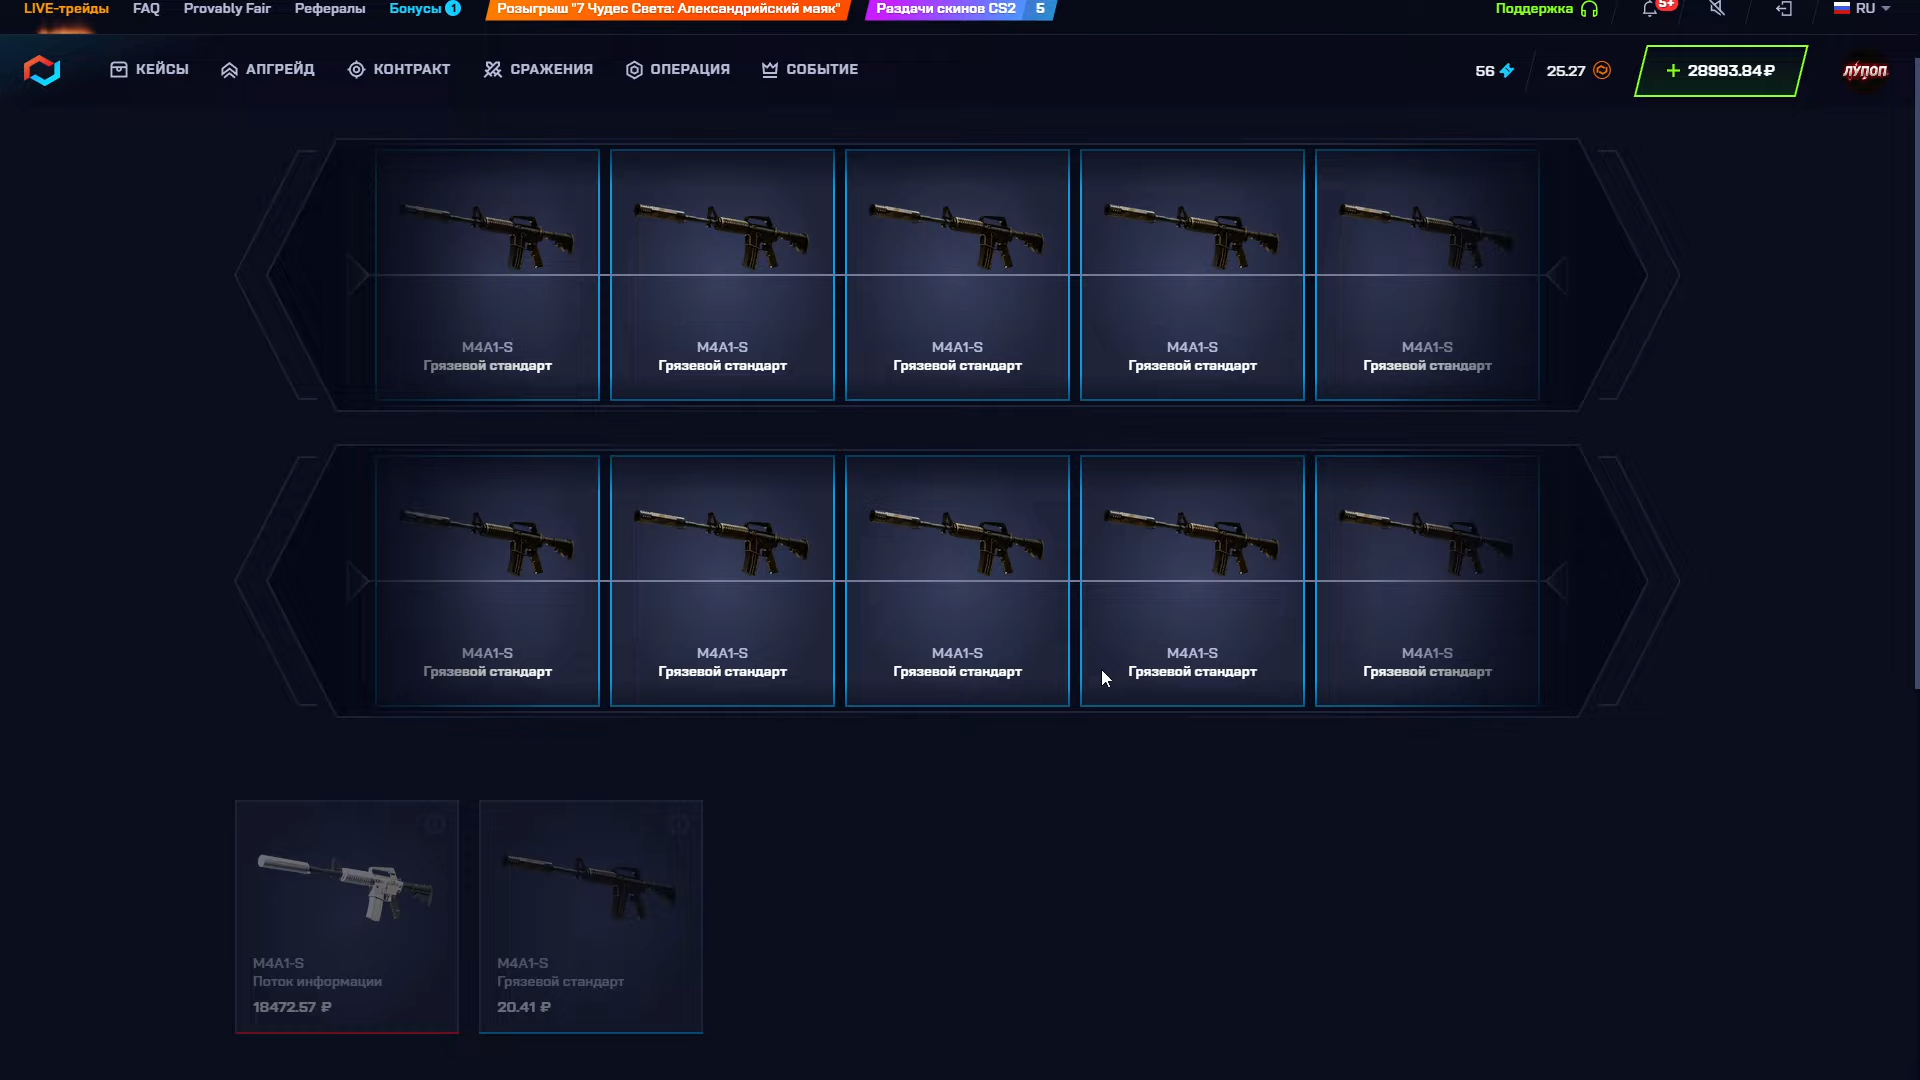 LIVE-трейды FAQ Provably Fair Рефералы Бонусы 1 Розыгрыш "7 Чудес Света: Александрийский маяк" Раздачи скинов CS2 5 Поддержка 5+ RU
КЕЙСЫ АПГРЕЙД КОНТРАКТ СРАЖЕНИЯ ОПЕРАЦИЯ СОБЫТИЕ 56 25.27 + 28993.84₽ ЛУПОП
M4A1-S M4A1-S M4A1-S M4A1-S M4A1-S
Грязевой стандарт Грязевой стандарт Грязевой стандарт Грязевой стандарт Грязевой стандарт
M4A1-S M4A1-S M4A1-S M4A1-S M4A1-S
Грязевой стандарт Грязевой стандарт Грязевой стандарт Грязевой стандарт Грязевой стандарт
M4A1-S M4A1-S
Поток информации Грязевой стандарт
18472.57 ₽ 20.41 ₽